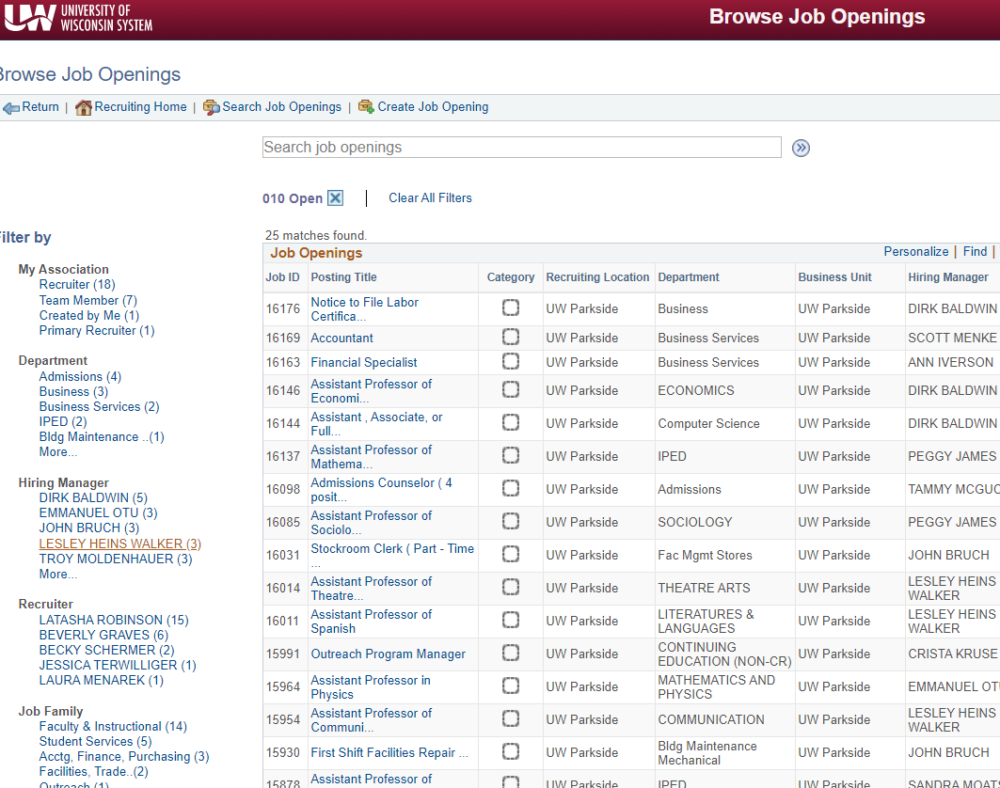 UW UNIVERSITY OF
WISCONSIN SYSTEM
Browse Job Openings
Browse Job Openings
Return | Recruiting Home | Search Job Openings | Create Job Opening
Search job openings
010 Open | Clear All Filters
Filter by
My Association
Recruiter (18)
Team Member (7)
Created by Me (1)
Primary Recruiter (1)
Department
Admissions (4)
Business (3)
Business Services (2)
IPED (2)
Bldg Maintenance ..(1)
More...
Hiring Manager
DIRK BALDWIN (5)
EMMANUEL OTU (3)
JOHN BRUCH (3)
LESLEY HEINS WALKER (3)
TROY MOLDENHAUER (3)
More...
Recruiter
LATASHA ROBINSON (15)
BEVERLY GRAVES (6)
BECKY SCHERMER (2)
JESSICA TERWILLIGER (1)
LAURA MENAREK (1)
Job Family
Faculty & Instructional (14)
Student Services (5)
Acctg, Finance, Purchasing (3)
Facilities, Trade..(2)
Outreach (1)
25 matches found.
Job Openings Personalize | Find |
Job ID Posting Title Category Recruiting Location Department Business Unit Hiring Manager
16176 Notice to File Labor Certifica... UW Parkside Business UW Parkside DIRK BALDWIN
16169 Accountant UW Parkside Business Services UW Parkside SCOTT MENKE
16163 Financial Specialist UW Parkside Business Services UW Parkside ANN IVERSON
16146 Assistant Professor of Economi... UW Parkside ECONOMICS UW Parkside DIRK BALDWIN
16144 Assistant , Associate, or Full... UW Parkside Computer Science UW Parkside DIRK BALDWIN
16137 Assistant Professor of Mathema... UW Parkside IPED UW Parkside PEGGY JAMES
16098 Admissions Counselor ( 4 posit... UW Parkside Admissions UW Parkside TAMMY MCGUC
16085 Assistant Professor of Sociolo... UW Parkside SOCIOLOGY UW Parkside PEGGY JAMES
16031 Stockroom Clerk ( Part - Time ... UW Parkside Fac Mgmt Stores UW Parkside JOHN BRUCH
16014 Assistant Professor of Theatre... UW Parkside THEATRE ARTS UW Parkside LESLEY HEINS WALKER
16011 Assistant Professor of Spanish UW Parkside LITERATURES & LANGUAGES UW Parkside LESLEY HEINS WALKER
15991 Outreach Program Manager UW Parkside CONTINUING EDUCATION (NON-CR) UW Parkside CRISTA KRUSE
15964 Assistant Professor in Physics UW Parkside MATHEMATICS AND PHYSICS UW Parkside EMMANUEL OTU
15954 Assistant Professor of Communi... UW Parkside COMMUNICATION UW Parkside LESLEY HEINS WALKER
15930 First Shift Facilities Repair ... UW Parkside Bldg Maintenance Mechanical UW Parkside JOHN BRUCH
15878 Assistant Professor of UW Parkside IPED UW Parkside SANDRA MOATS